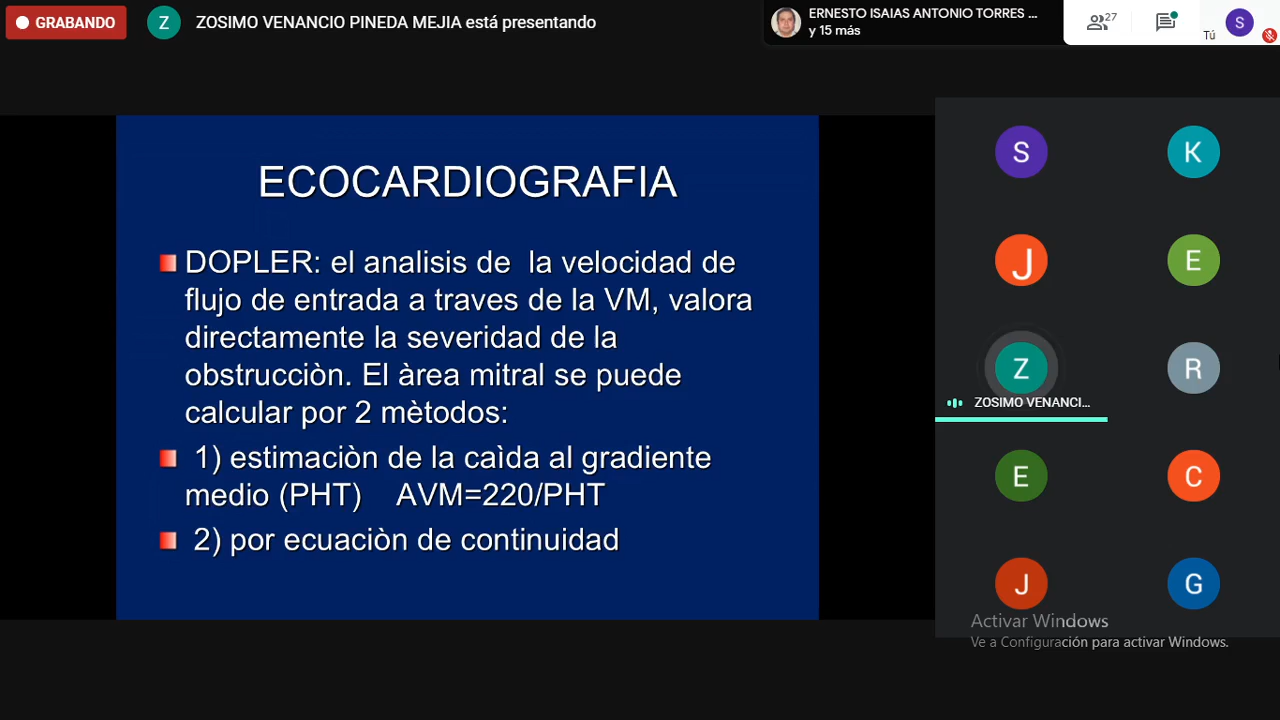 GRABANDO
Z
ZOSIMO VENANCIO PINEDA MEJIA está presentando
ERNESTO ISAIAS ANTONIO TORRES ...
y 15 más
27
Tú
S
ECOCARDIOGRAFIA
DOPLER: el analisis de la velocidad de
flujo de entrada a traves de la VM, valora
directamente la severidad de la
obstrucciòn. El àrea mitral se puede
calcular por 2 mètodos:
1) estimaciòn de la caìda al gradiente
medio (PHT) AVM=220/PHT
2) por ecuaciòn de continuidad
S
K
J
E
Z
ZOSIMO VENANCI...
R
E
C
J
G
Activar Windows
Ve a Configuración para activar Windows.